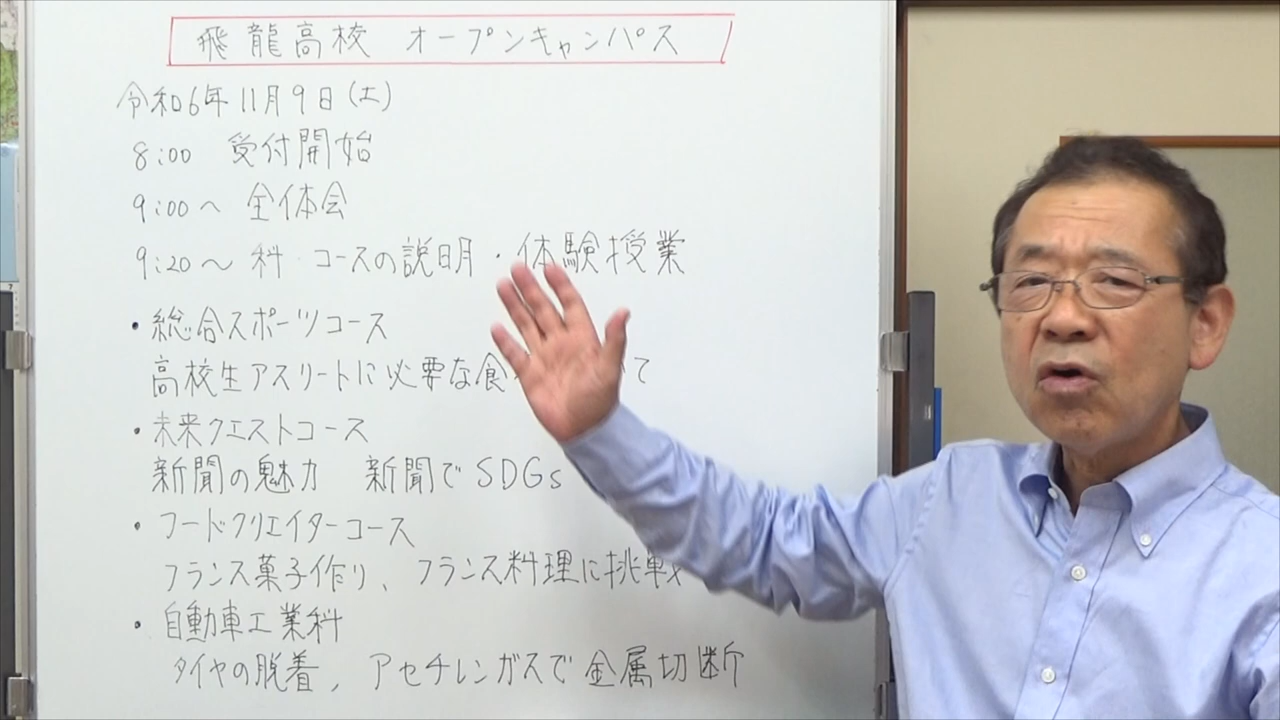 飛龍高校 オープンキャンパス
令和6年11月9日(土)
8:00 受付開始
9:00〜 全体会
9:20〜 科・コースの説明・体験授業
・総合スポーツコース
高校生アスリートに必要な食 て
・未来クエストコース
新聞の魅力 新聞でSDGs
・フードクリエイターコース
フランス菓子作り、フランス料理に挑戦
・自動車工業科
タイヤの脱着、アセチレンガスで金属切断